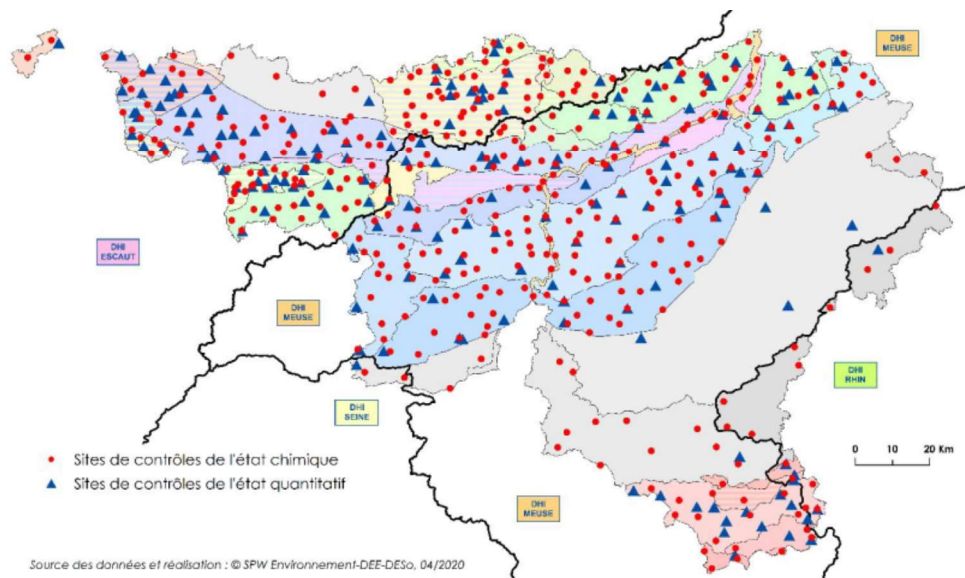 DHI
MEUSE
DHI
ESCAUT
DHI
MEUSE
DHI
RHIN
DHI
SEINE
0 10 20 Km
Sites de contrôles de l'état chimique
Sites de contrôles de l'état quantitatif
DHI
MEUSE
Source des données et réalisation : © SPW Environnement-DEE-DESo, 04/2020